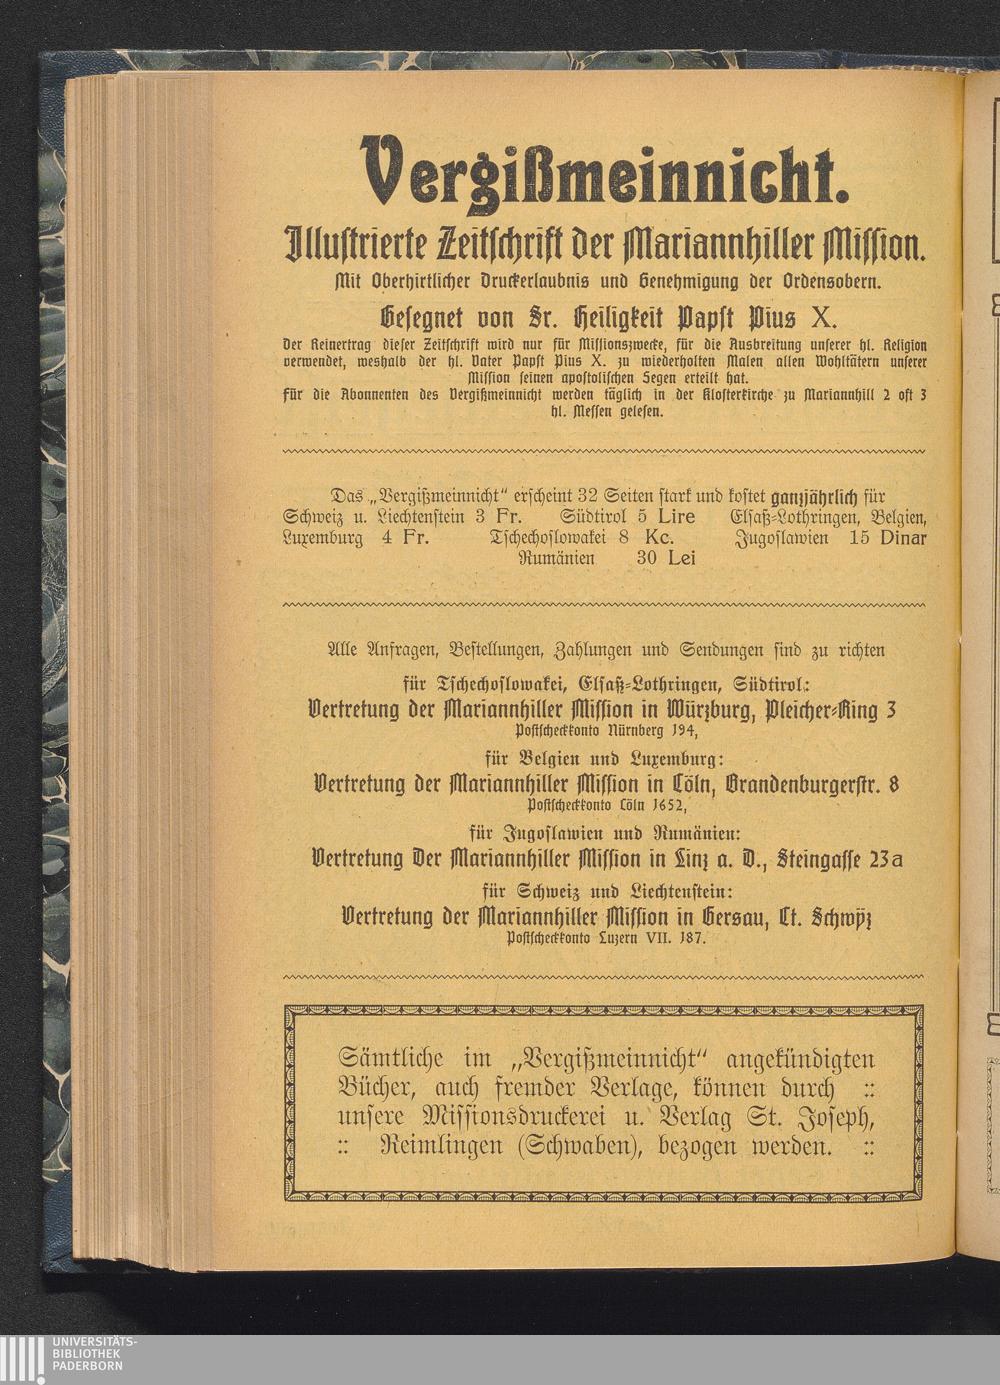 Vergißmeinnicht.
Illustrierte Zeitschrift der Mariannhiller Mission.
Mit Oberhirtlicher Druckerlaubnis und Genehmigung der Ordensobern.
Gesegnet von Sr. Heiligkeit Papst Pius X.
Der Reinertrag dieser Zeitschrift wird nur für Missionszwecke, für die Ausbreitung unserer hl. Religion
verwendet, weshalb der hl. Vater Papst Pius X. zu wiederholten Malen allen Wohltätern unserer
Mission seinen apostolischen Segen erteilt hat.
Für die Abonnenten des Vergißmeinnicht werden täglich in der Klosterkirche zu Mariannhill 2 oft 3
hl. Messen gelesen.
Das „Vergißmeinnicht“ erscheint 32 Seiten stark und kostet ganzjährlich für
Schweiz u. Liechtenstein 3 Fr. Südtirol 5 Lire Elsaß-Lothringen, Belgien,
Luxemburg 4 Fr. Tschechoslowakei 8 Kc. Jugoslawien 15 Dinar
Rumänien 30 Lei
Alle Anfragen, Bestellungen, Zahlungen und Sendungen sind zu richten
für Tschechoslowakei, Elsaß-Lothringen, Südtirol:
Vertretung der Mariannhiller Mission in Würzburg, Pleicher-Ring 3
Postscheckkonto Nürnberg 194,
für Belgien und Luxemburg:
Vertretung der Mariannhiller Mission in Cöln, Brandenburgerstr. 8
Postscheckkonto Cöln 1652,
für Jugoslawien und Rumänien:
Vertretung Der Mariannhiller Mission in Linz a. D., Steingasse 23a
für Schweiz und Liechtenstein:
Vertretung der Mariannhiller Mission in Gersau, Ct. Schwÿz
Postscheckkonto Luzern VII. 187.
Sämtliche im „Vergißmeinnicht“ angekündigten
Bücher, auch fremder Verlage, können durch ::
unsere Missionsdruckerei u. Verlag St. Joseph,
:: Reimlingen (Schwaben), bezogen werden. ::
UNIVERSITÄTS-
BIBLIOTHEK
PADERBORN